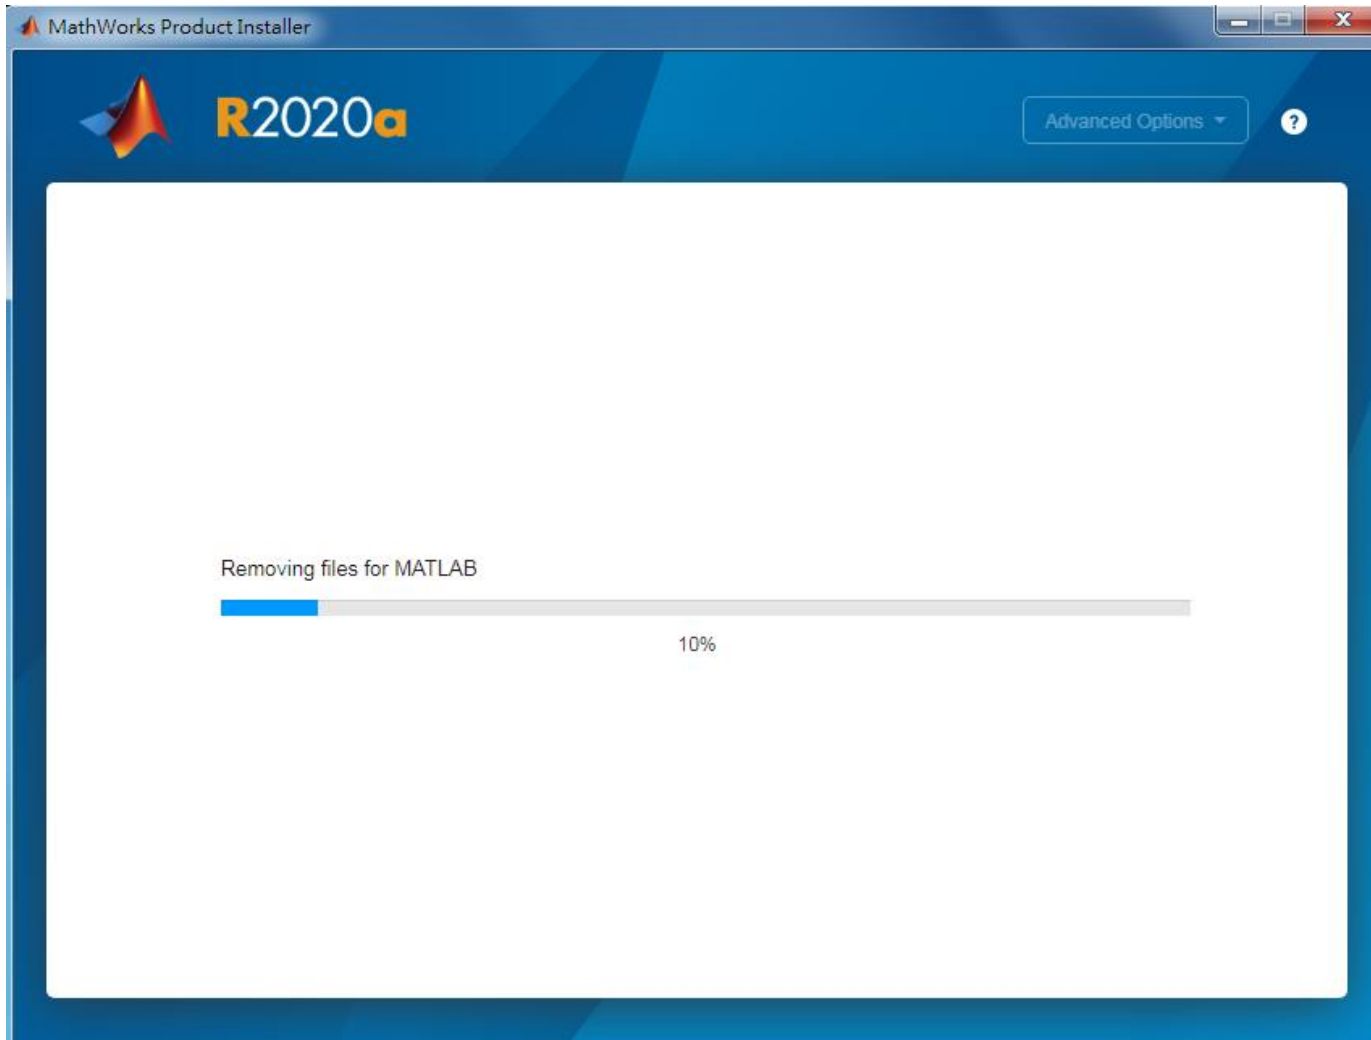 MathWorks Product Installer
R2020a
Advanced Options
?
Removing files for MATLAB
10%